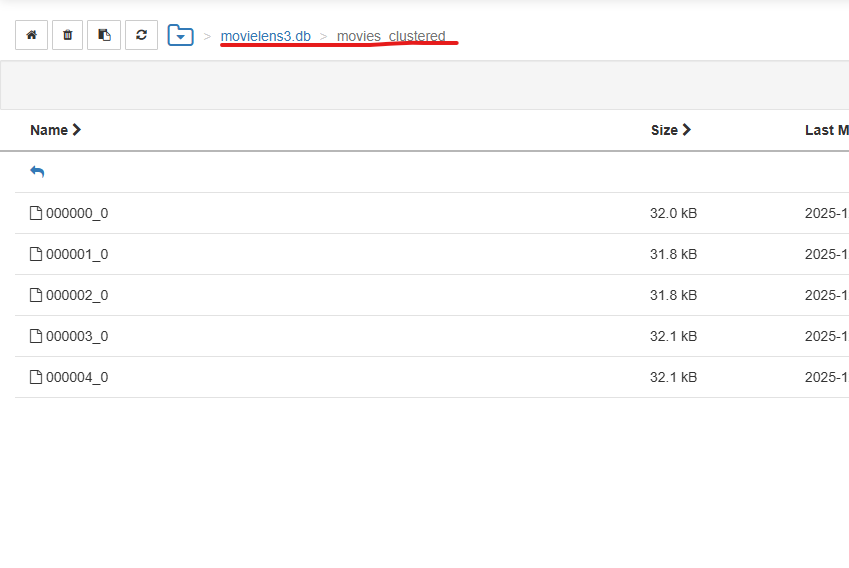 > movielens3.db > movies_clustered
Name Size Last M
000000_0 32.0 kB 2025-1
000001_0 31.8 kB 2025-1
000002_0 31.8 kB 2025-1
000003_0 32.1 kB 2025-1
000004_0 32.1 kB 2025-1